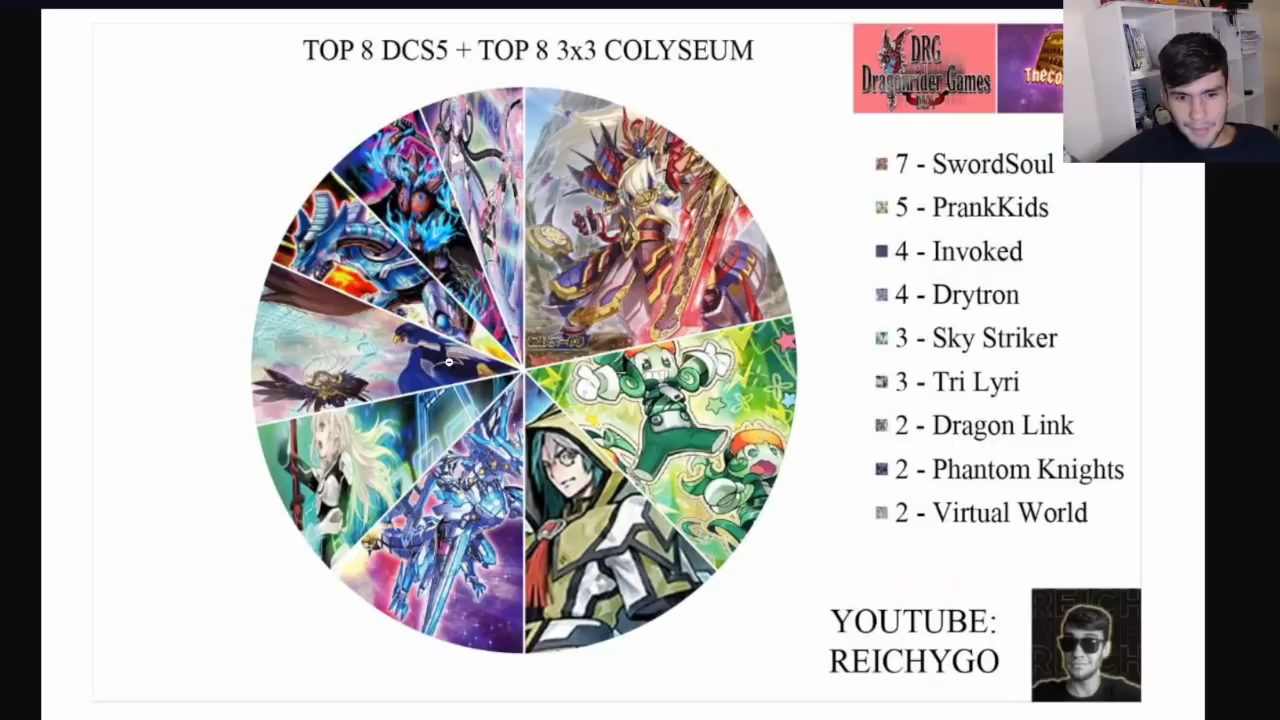 TOP 8 DCS5 + TOP 8 3x3 COLYSEUM
DRG
Dragonrider Games
7 - SwordSoul
5 - PrankKids
4 - Invoked
4 - Drytron
3 - Sky Striker
3 - Tri Lyri
2 - Dragon Link
2 - Phantom Knights
2 - Virtual World
YOUTUBE:
REICHYGO